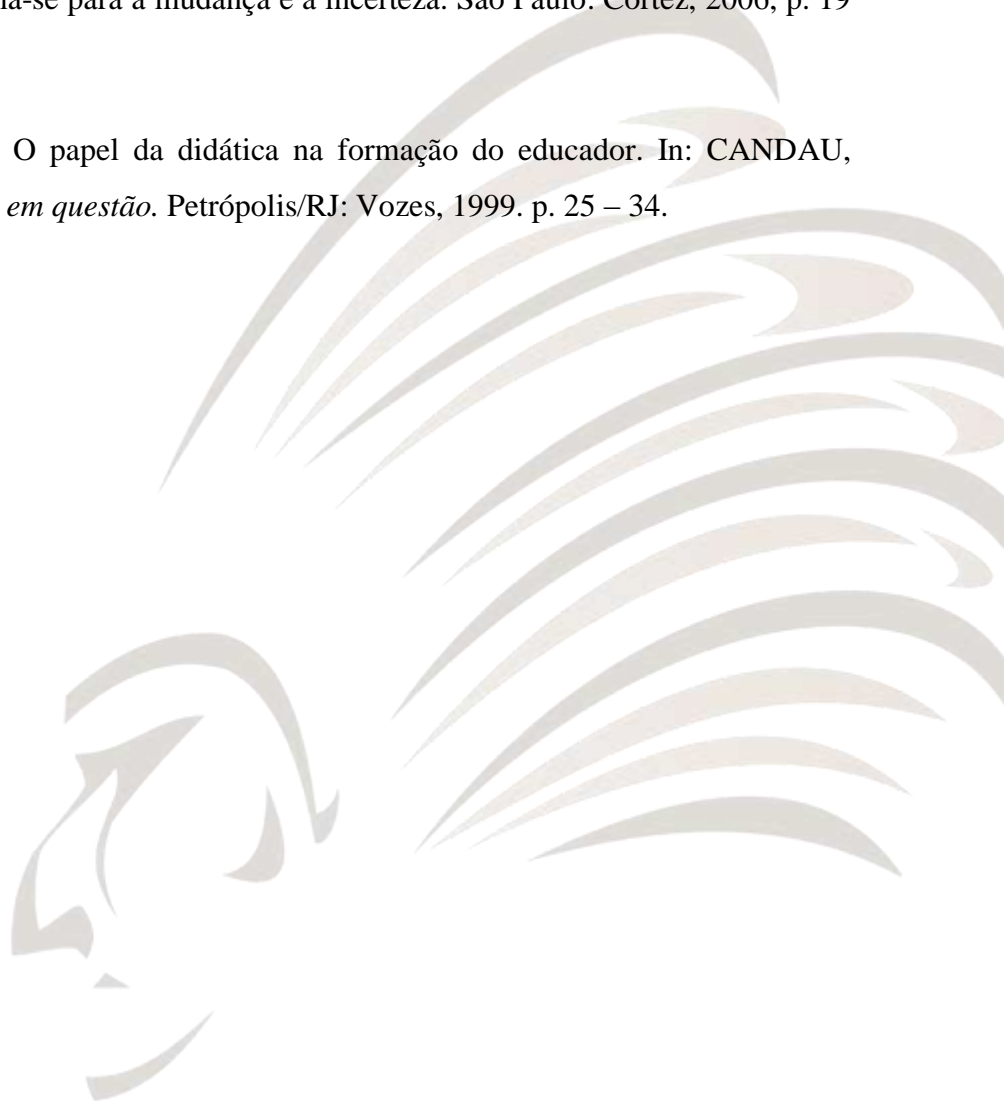 ma-se para a mudança e a incerteza. São Paulo: Cortez, 2006, p. 19
O papel da didática na formação do educador. In: CANDAU,
em questão. Petrópolis/RJ: Vozes, 1999. p. 25 – 34.